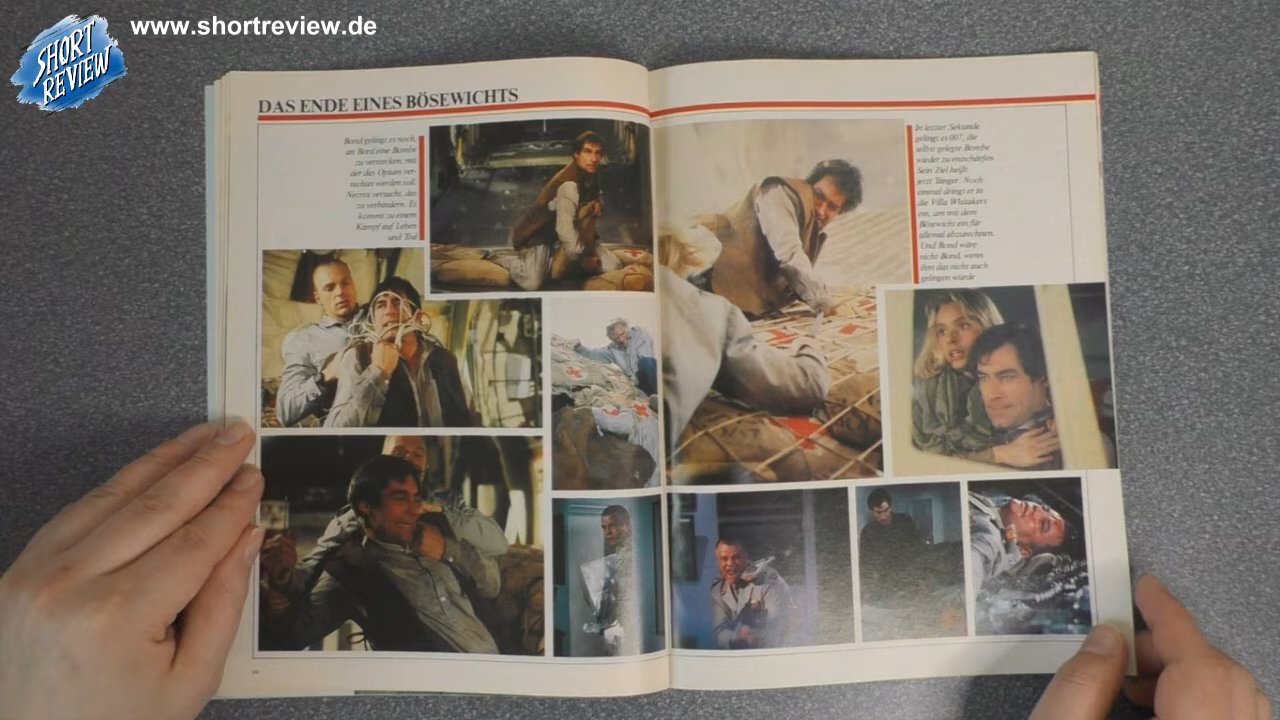 SHORT
REVIEW
www.shortreview.de
DAS ENDE EINES BÖSEWICHTS
Bond gelingt es noch,
an Bord eine Bombe
zu verstecken, mit
der das Opium ver-
nichtet werden soll.
Necros versucht, das
zu verhindern. Es
kommt zu einem
Kampf auf Leben
und Tod
In letzter Sekunde
gelingt es 007, die
selbst gelegte Bombe
wieder zu entschärfen
Sein Ziel heißt
jetzt Tanger. Noch
einmal dringt er in
die Villa Whitakers
ein, um mit dem
Bösewicht ein für
allemal abzurechnen.
Und Bond wäre
nicht Bond, wenn
ihm das nicht auch
gelingen würde